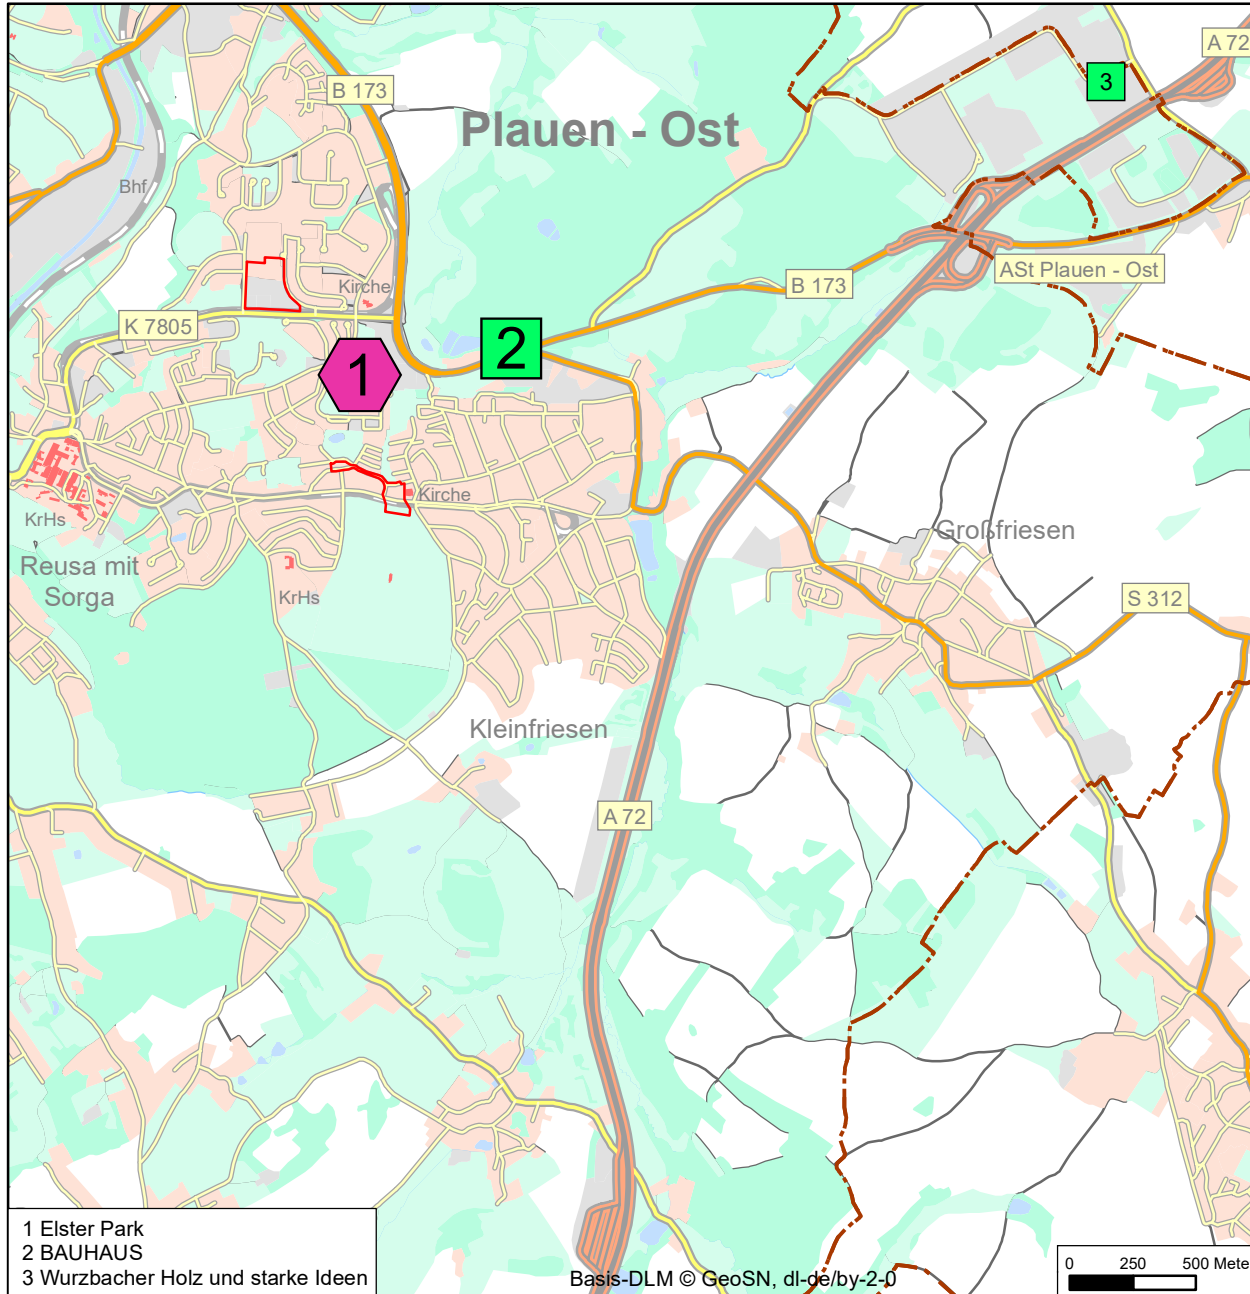 A 72
B 173
3
Plauen - Ost
Bhf
ASt Plauen - Ost
B 173
Kirche
K 7805
2
1
Kirche
KrHs
Großfriesen
Reusa mit
Sorga
KrHs
S 312
Kleinfriesen
A 72
1 Elster Park
2 BAUHAUS
3 Wurzbacher Holz und starke Ideen
Basis-DLM © GeoSN, dl-de/by-2-0
0 250 500 Mete